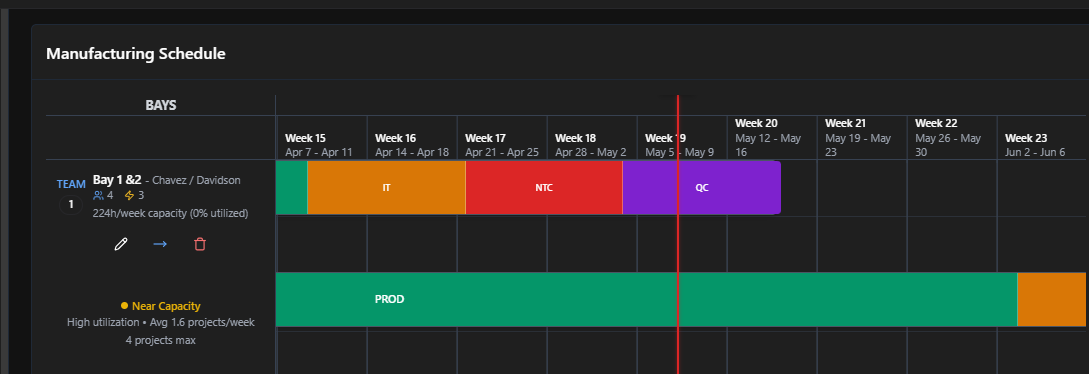 Manufacturing Schedule
BAYS
Week 15
Apr 7 - Apr 11
Week 16
Apr 14 - Apr 18
Week 17
Apr 21 - Apr 25
Week 18
Apr 28 - May 2
Week 19
May 5 - May 9
Week 20
May 12 - May
16
Week 21
May 19 - May
23
Week 22
May 26 - May
30
Week 23
Jun 2 - Jun 6
TEAM
1
Bay 1 &2 - Chavez / Davidson
4 3
224h/week capacity (0% utilized)
IT
NTC
QC
PROD
Near Capacity
High utilization • Avg 1.6 projects/week
4 projects max